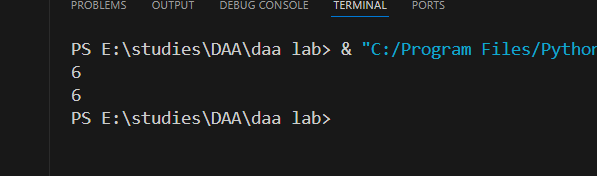 PROBLEMS OUTPUT DEBUG CONSOLE TERMINAL PORTS
PS E:\studies\DAA\daa lab> & "C:/Program Files/Python
6
6
PS E:\studies\DAA\daa lab>